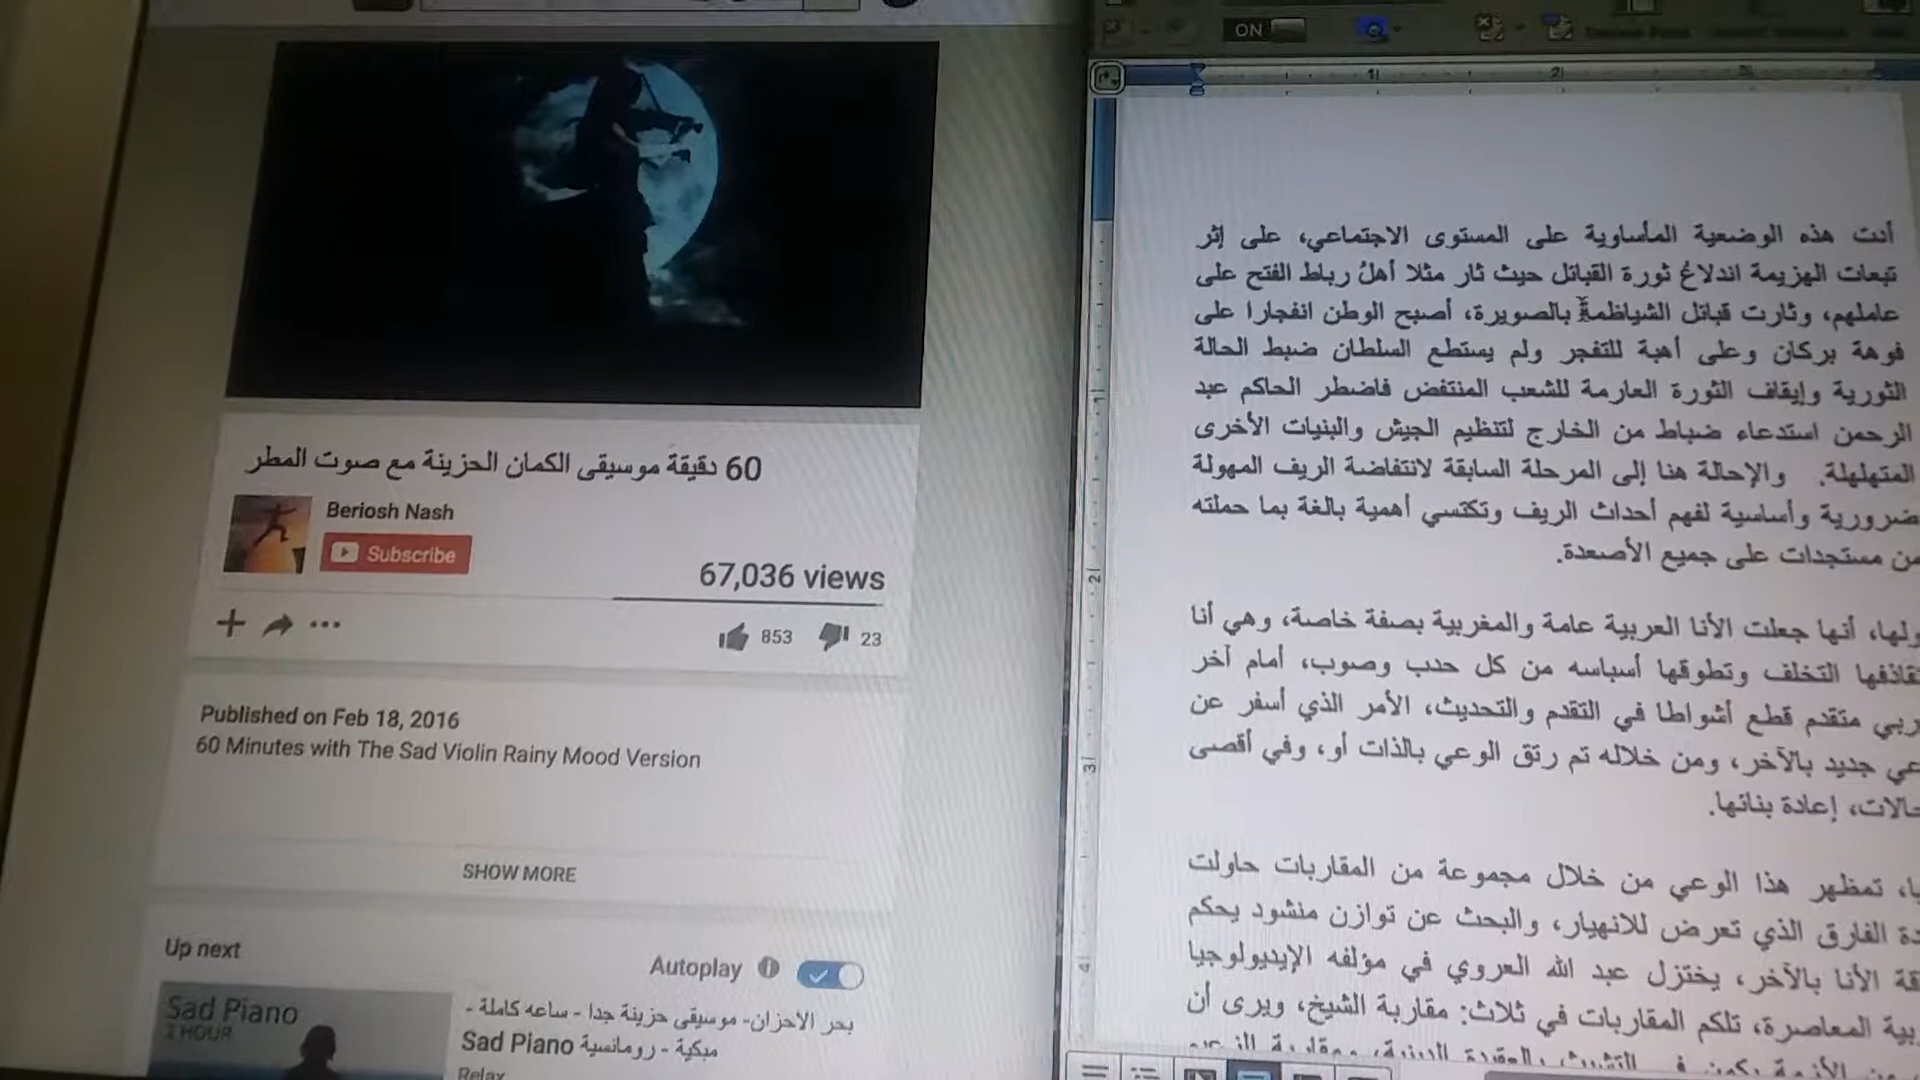 60 دقيقة موسيقى الكمان الحزينة مع صوت المطر
Beriosh Nash
Subscribe
67,036 views
853
23
Published on Feb 18, 2016
60 Minutes with The Sad Violin Rainy Mood Version
SHOW MORE
Up next
Autoplay
Sad Piano
1 HOUR
بحر الاحزان- موسيقى حزينة جدا - ساعه كاملة -
مبكية - رومانسية Sad Piano
Relax
ON
أدت هذه الوضعية المأساوية على المستوى الاجتماعي، على إثر
تبعات الهزيمة اندلاعُ ثورة القبائل حيث ثار مثلا أهلُ رباط الفتح على
عاملهم، وثارت قبائل الشياظمة بالصويرة، أصبح الوطن انفجارا على
فوهة بركان وعلى أهبة للتفجر ولم يستطع السلطان ضبط الحالة
الثورية وإيقاف الثورة العارمة للشعب المنتفض فاضطر الحاكم عبد
الرحمن استدعاء ضباط من الخارج لتنظيم الجيش والبنيات الأخرى
المتهلهلة. والإحالة هنا إلى المرحلة السابقة لانتفاضة الريف المهولة
ضرورية وأساسية لفهم أحداث الريف وتكتسي أهمية بالغة بما حملته
من مستجدات على جميع الأصعدة.
أنها جعلت الأنا العربية عامة والمغربية بصفة خاصة، وهي أنا
التخلف وتطوقها أسباسه من كل حدب وصوب، أمام آخر
متقدم قطع أشواطا في التقدم والتحديث، الأمر الذي أسفر عن
جديد بالآخر، ومن خلاله تم رتق الوعي بالذات أو، وفي أقصى
إعادة بنائها.
تمظهر هذا الوعي من خلال مجموعة من المقاربات حاولت
الفارق الذي تعرض للانهيار، والبحث عن توازن منشود يحكم
الأنا بالآخر، يختزل عبد الله العروي في مؤلفه الإيديولوجيا
المعاصرة، تلكم المقاربات في ثلاث: مقاربة الشيخ، ويرى أن